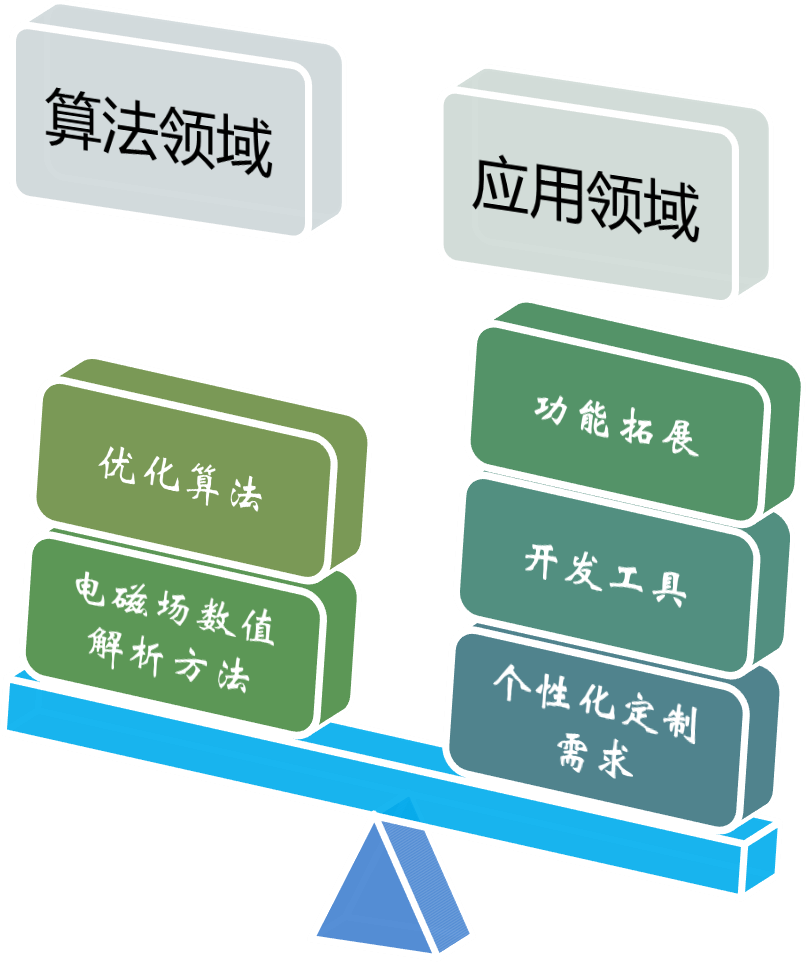 算法领域
应用领域
优化算法
电磁场数值
解析方法
功能拓展
开发工具
个性化定制
需求